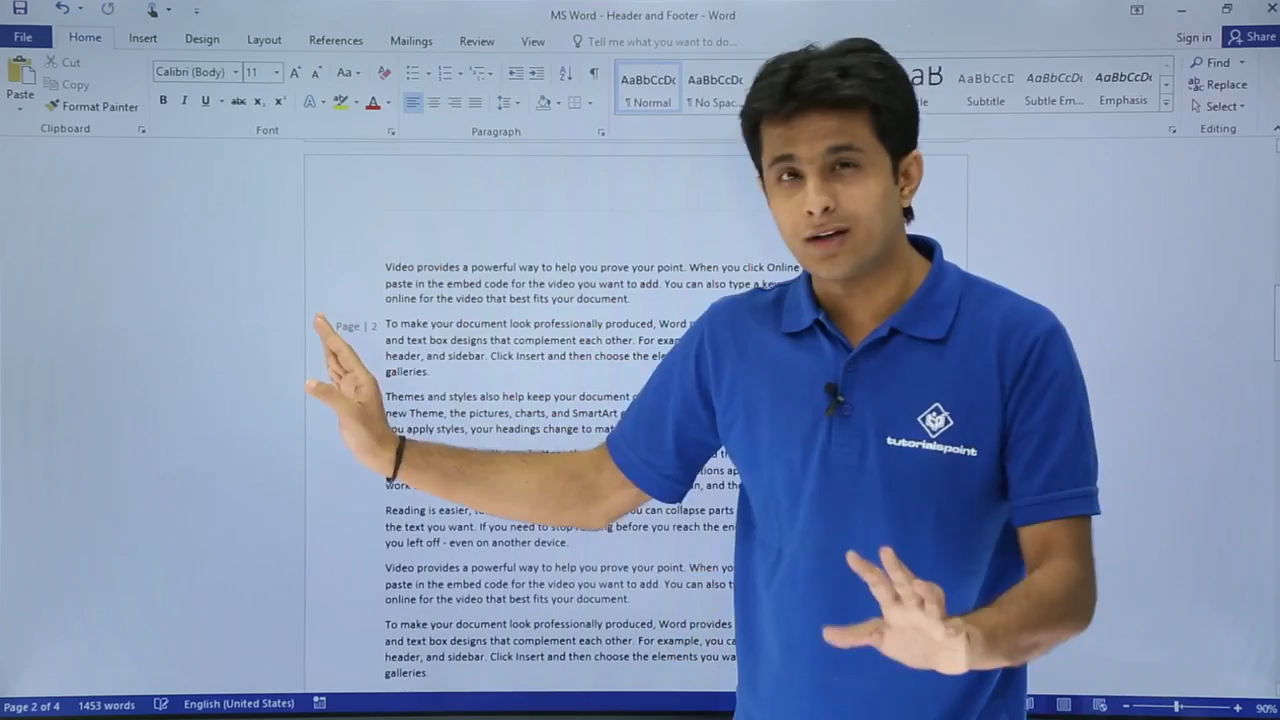 MS Word - Header and Footer - Word
File Home Insert Design Layout References Mailings Review View Tell me what you want to do... Sign in Share
Paste
Cut
Copy
Format Painter
Clipboard
Calibri (Body) 11
Font
Paragraph
AaBbCcDc AaBbCcDc AaB AaBbCcD AaBbCcDc AaBbCcDc
¶ Normal ¶ No Spac... Subtitle Subtle Em... Emphasis
Find
Replace
Select
Editing
Video provides a powerful way to help you prove your point. When you click Online
paste in the embed code for the video you want to add. You can also type a
online for the video that best fits your document.
Page | 2
To make your document look professionally produced, Word
and text box designs that complement each other. For
header, and sidebar. Click Insert and then choose the
galleries.
Themes and styles also help keep your document
new Theme, the pictures, charts, and SmartArt
you apply styles, your headings change to
work
, and the
Reading is easier, you can collapse parts
the text you want. If you need to stop before you reach the
you left off - even on another device.
Video provides a powerful way to help you prove your point. When
paste in the embed code for the video you want to add. You can also
online for the video that best fits your document.
To make your document look professionally produced, Word provides
and text box designs that complement each other. For example, you
header, and sidebar. Click Insert and then choose the elements you
galleries.
tutorialspoint
Page 2 of 4 1453 words English (United States) 90%